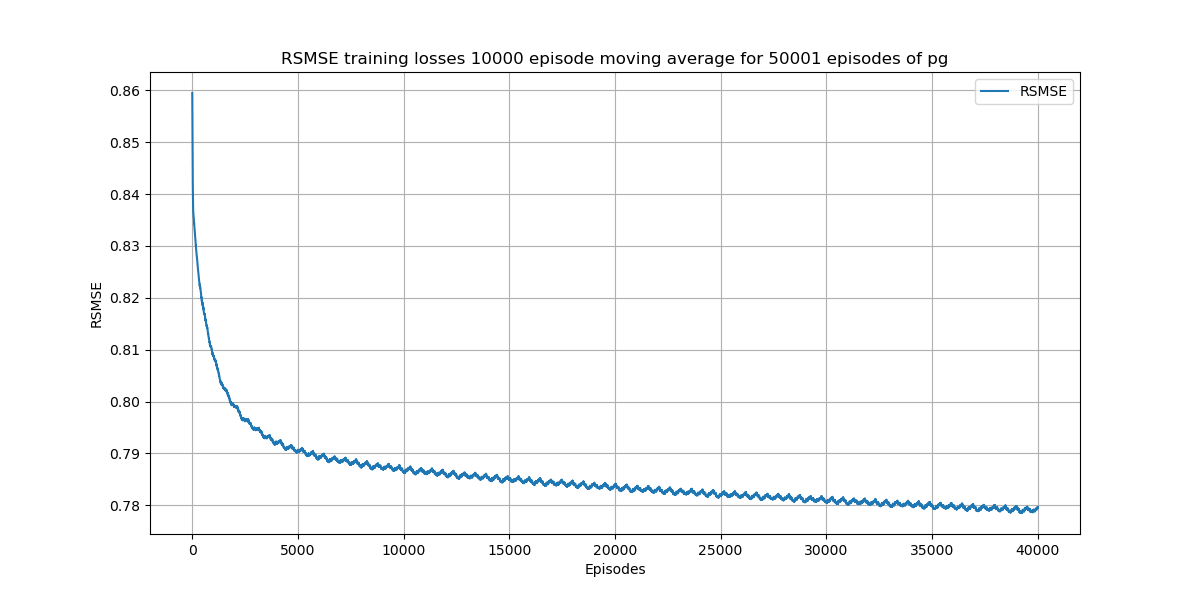 RSMSE training losses 10000 episode moving average for 50001 episodes of pg
RSMSE
0.86
0.85
0.84
0.83
0.82
0.81
0.80
0.79
0.78
RSMSE
0 5000 10000 15000 20000 25000 30000 35000 40000
Episodes